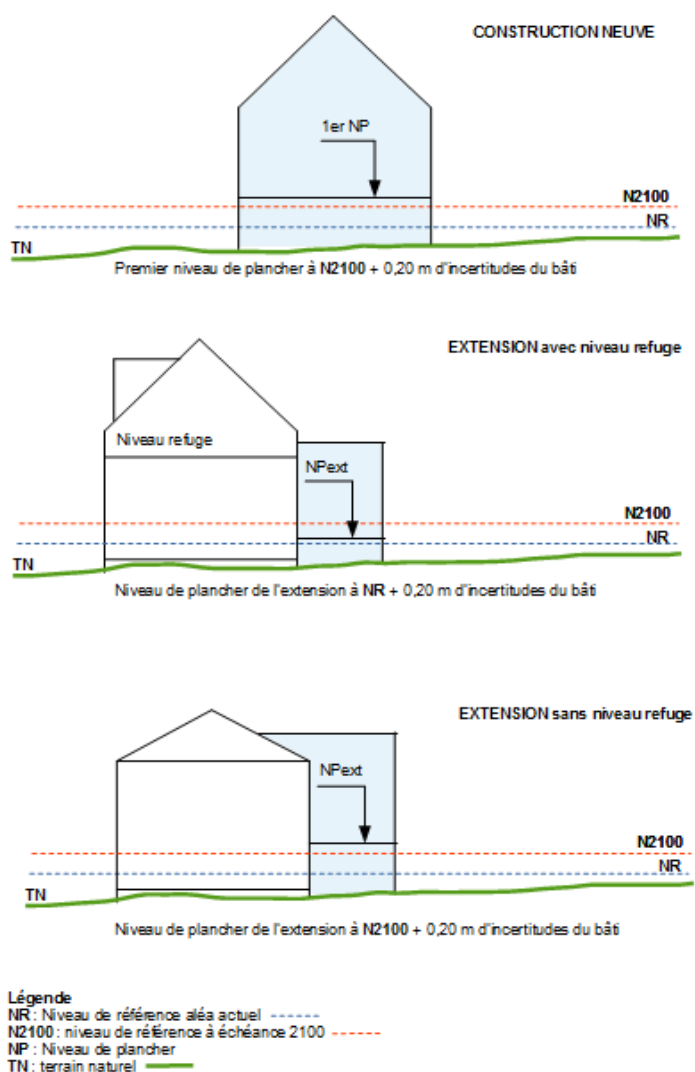 CONSTRUCTION NEUVE
1er NP
N2100
NR
TN
Premier niveau de plancher à N2100 + 0,20 m d'incertitudes du bâti
EXTENSION avec niveau refuge
Niveau refuge
NPext
N2100
NR
TN
Niveau de plancher de l'extension à NR + 0,20 m d'incertitudes du bâti
EXTENSION sans niveau refuge
NPext
N2100
NR
TN
Niveau de plancher de l'extension à N2100 + 0,20 m d'incertitudes du bâti
Légende
NR : Niveau de référence aléa actuel
N2100 : niveau de référence à échéance 2100
NP : Niveau de plancher
TN : terrain naturel